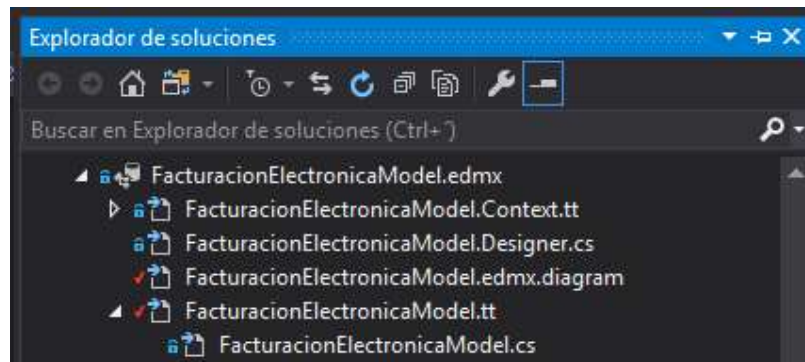 Explorador de soluciones
Buscar en Explorador de soluciones (Ctrl+´)
FacturacionElectronicaModel.edmx
FacturacionElectronicaModel.Context.tt
FacturacionElectronicaModel.Designer.cs
FacturacionElectronicaModel.edmx.diagram
FacturacionElectronicaModel.tt
FacturacionElectronicaModel.cs